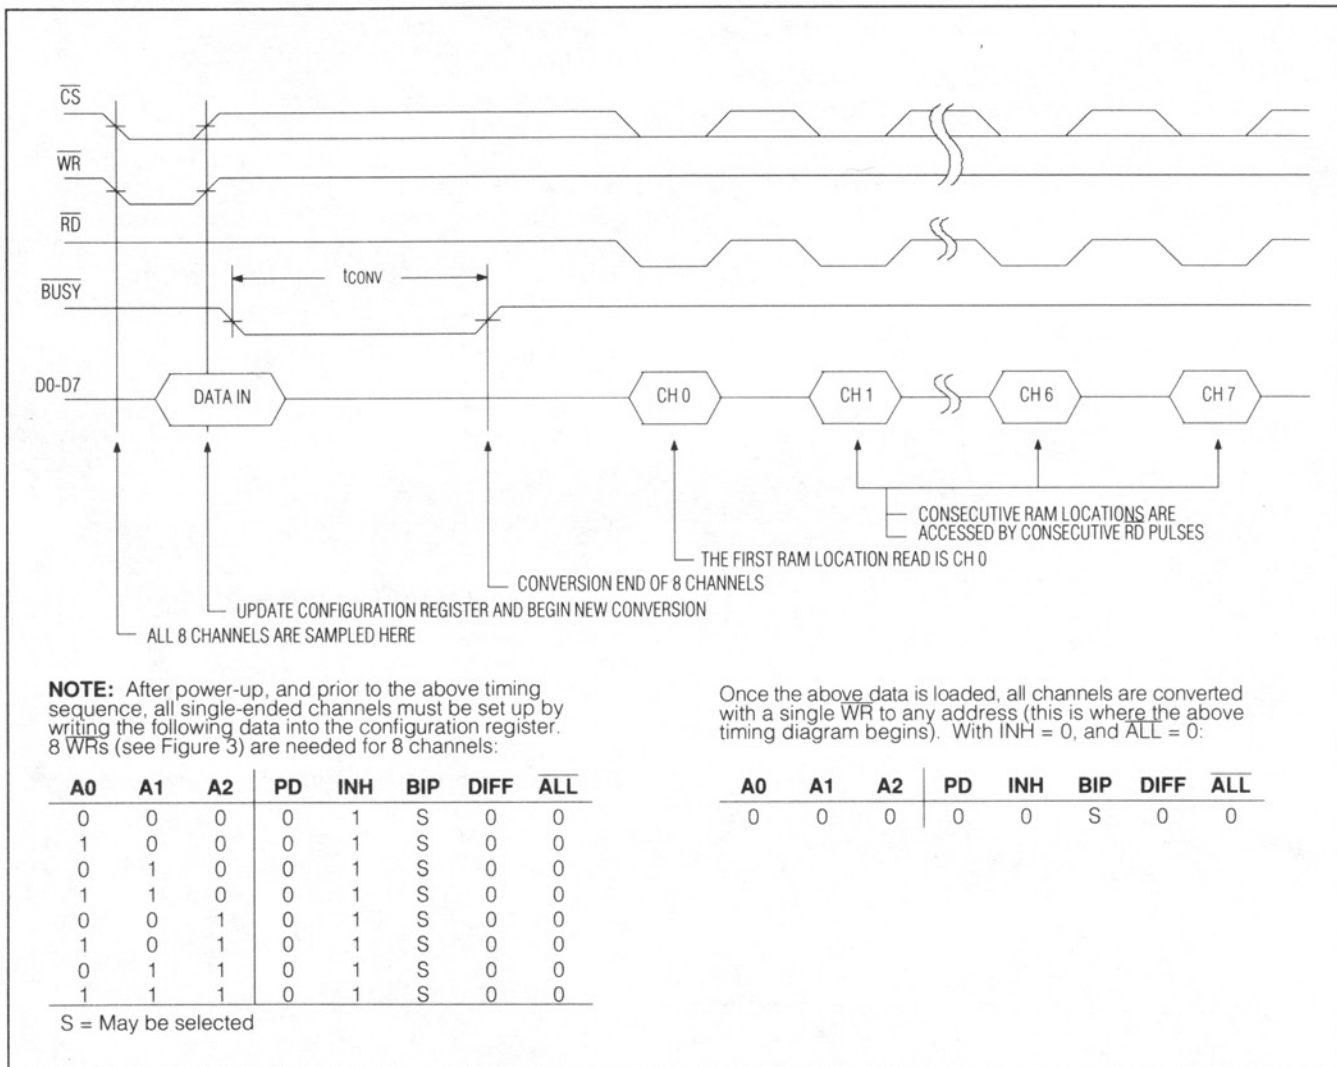 C̅S̅
W̅R̅
R̅D̅
tCONV
B̅U̅S̅Y̅
D0-D7
DATA IN
CH 0
CH 1
CH 6
CH 7
CONSECUTIVE RAM LOCATIONS ARE
ACCESSED BY CONSECUTIVE R̅D̅ PULSES
THE FIRST RAM LOCATION READ IS CH 0
CONVERSION END OF 8 CHANNELS
UPDATE CONFIGURATION REGISTER AND BEGIN NEW CONVERSION
ALL 8 CHANNELS ARE SAMPLED HERE
NOTE: After power-up, and prior to the above timing
sequence, all single-ended channels must be set up by
writing the following data into the configuration register.
8 W̅R̅s (see Figure 3) are needed for 8 channels:
A0 A1 A2 PD INH BIP DIFF A̅L̅L̅
0 0 0 0 1 S 0 0
1 0 0 0 1 S 0 0
0 1 0 0 1 S 0 0
1 1 0 0 1 S 0 0
0 0 1 0 1 S 0 0
1 0 1 0 1 S 0 0
0 1 1 0 1 S 0 0
1 1 1 0 1 S 0 0
S = May be selected
Once the above data is loaded, all channels are converted
with a single W̅R̅ to any address (this is where the above
timing diagram begins). With INH = 0, and A̅L̅L̅ = 0:
A0 A1 A2 PD INH BIP DIFF A̅L̅L̅
0 0 0 0 0 S 0 0